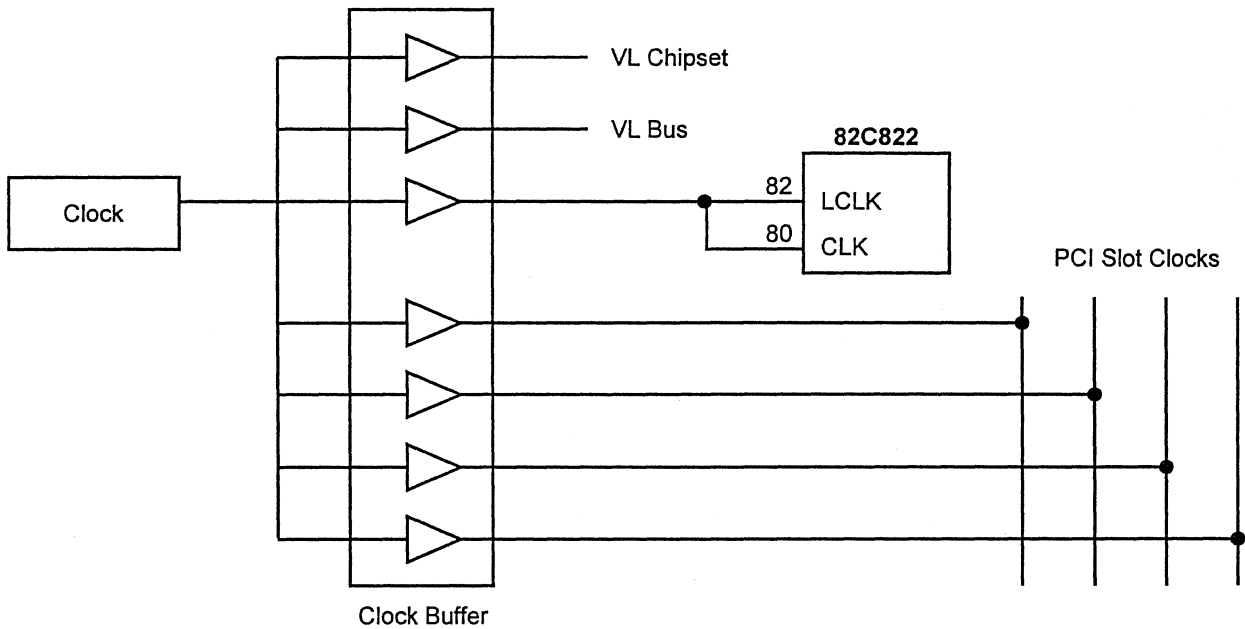 VL Chipset
VL Bus
82C822
Clock
82
LCLK
80
CLK
PCI Slot Clocks
Clock Buffer